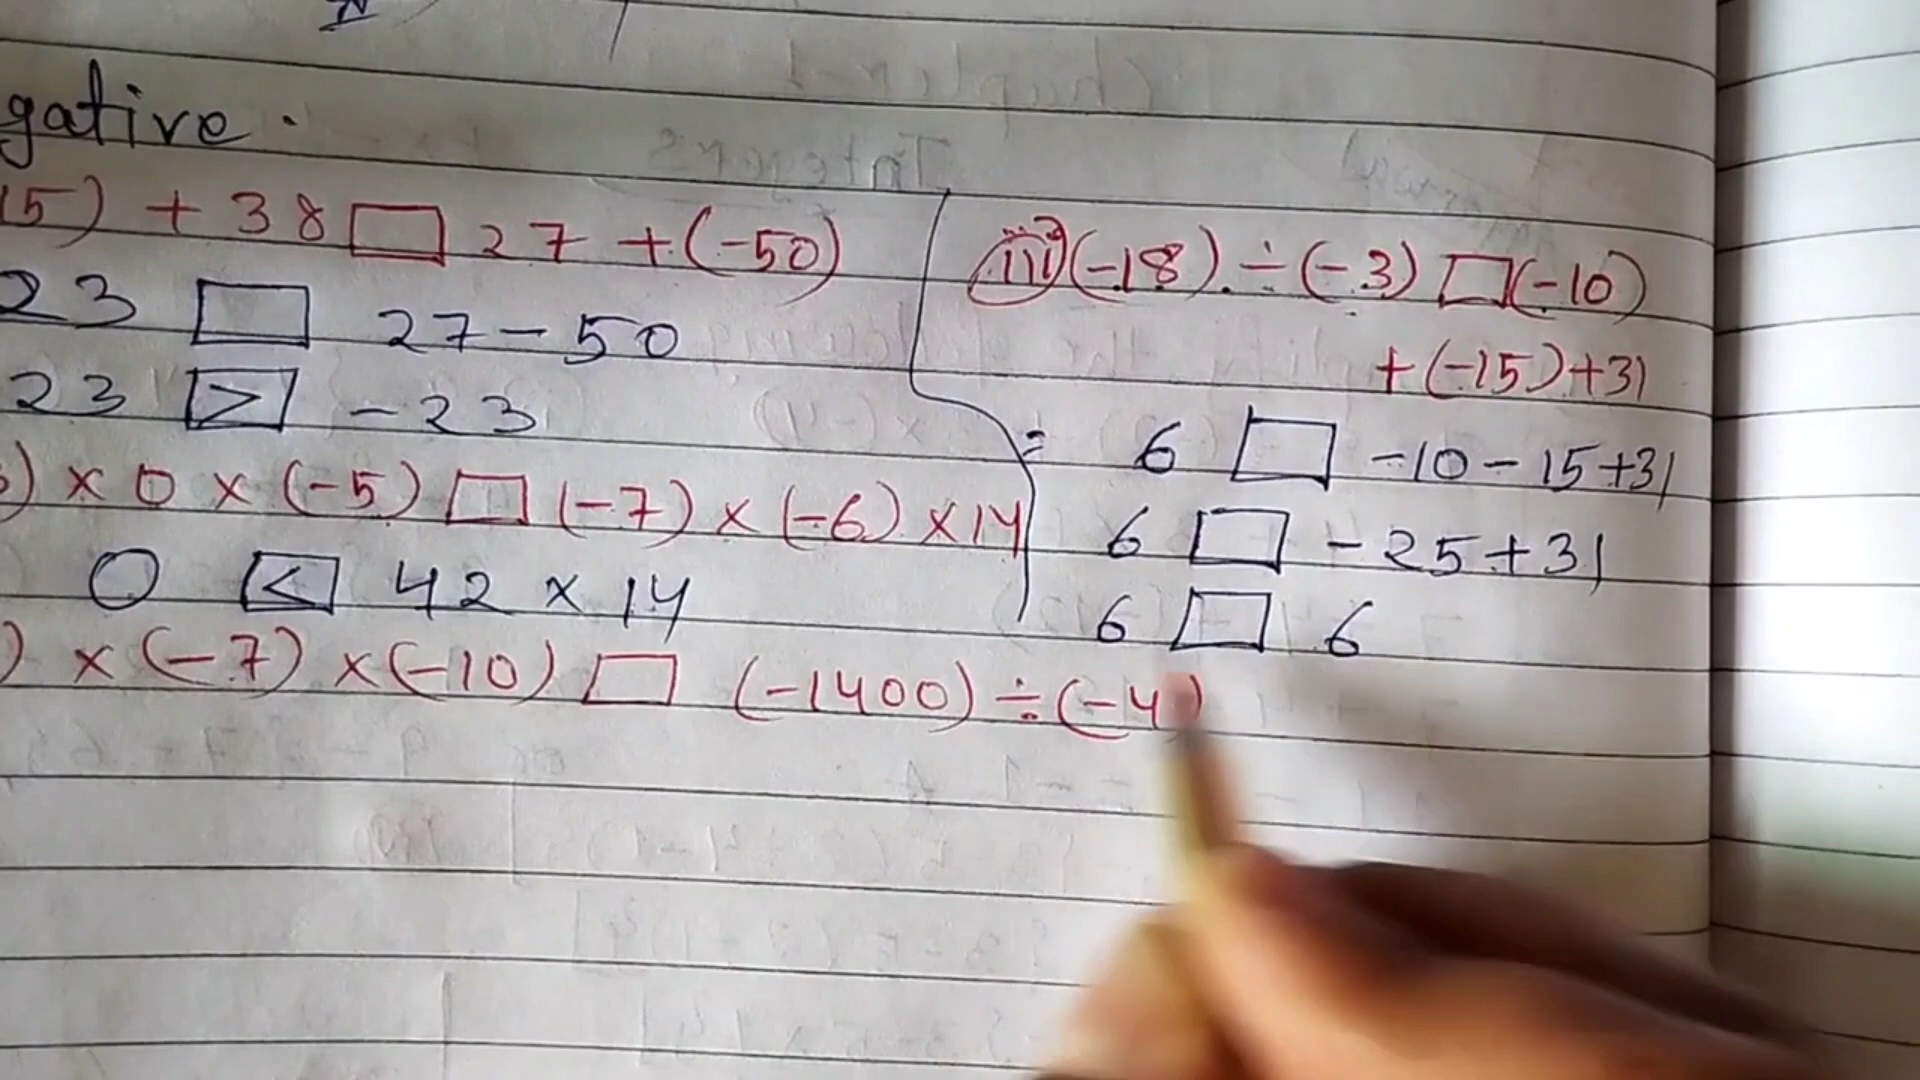 gative.
15) + 38 □ 27 + (-50)
23 □ 27 - 50
23 > -23
) × 0 × (-5) □ (-7) × (-6) × 14
0 < 42 × 14
) × (-7) × (-10) □ (-1400) ÷ (-4)
(iii) (-18) ÷ (-3) □ (-10)
+ (-15) + 31
= 6 □ -10 - 15 + 31
6 □ -25 + 31
6 □ 6